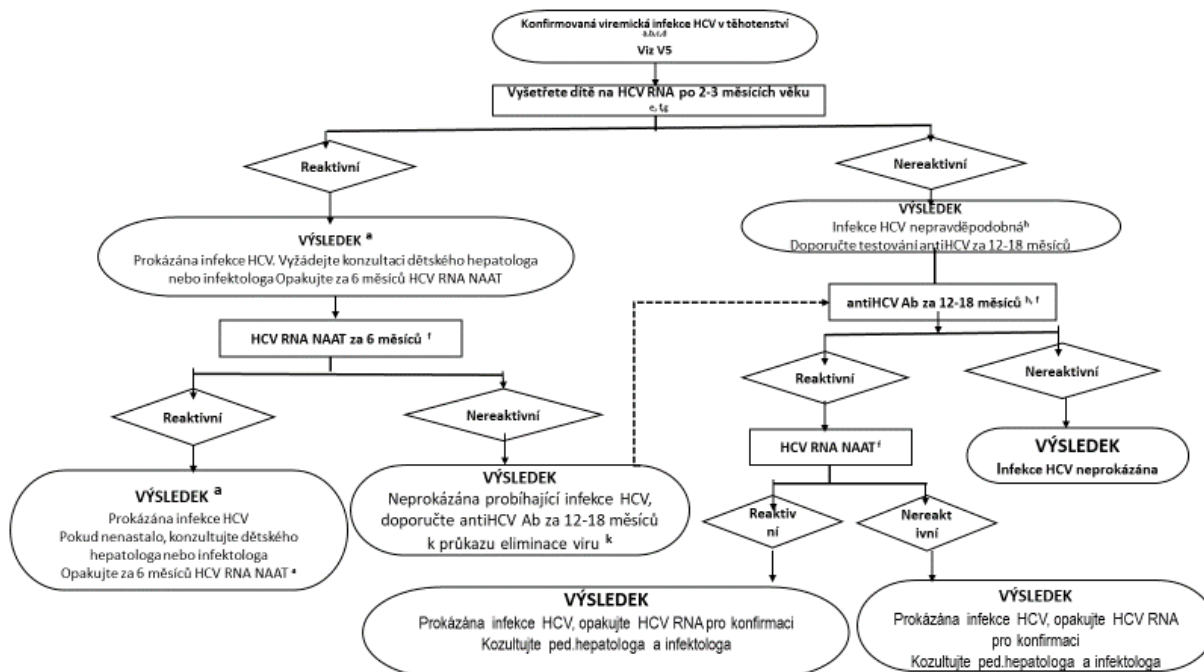 Konfirmovaná viremická infekce HCV v těhotenství
a,b,c,d
Viz V5
Vyšetřete dítě na HCV RNA po 2-3 měsících věku
e, f,g
Reaktivní
Nereaktivní
VÝSLEDEK a
Prokázána infekce HCV. Vyžádejte konzultaci dětského hepatologa
nebo infektologa Opakujte za 6 měsíců HCV RNA NAAT
VÝSLEDEK
Infekce HCV nepravděpodobná h
Doporučte testování antiHCV za 12-18 měsíců
HCV RNA NAAT za 6 měsíců f
antiHCV Ab za 12-18 měsíců h, f
Reaktivní
Nereaktivní
Reaktivní
Nereaktivní
VÝSLEDEK a
Prokázána infekce HCV
Pokud nenastalo, konzultujte dětského
hepatologa nebo infektologa
Opakujte za 6 měsíců HCV RNA NAAT a
VÝSLEDEK
Neprokázána probíhající infekce HCV,
doporučte antiHCV Ab za 12-18 měsíců
k průkazu eliminace viru k
HCV RNA NAAT f
VÝSLEDEK
Infekce HCV neprokázána
Reaktiv
ní
Nereakt
ivní
VÝSLEDEK
Prokázána infekce HCV, opakujte HCV RNA pro konfirmaci
Kozultujte ped.hepatologa a infektologa
VÝSLEDEK
Prokázána infekce HCV, opakujte HCV RNA
pro konfirmaci
Kozultujte ped.hepatologa a infektologa